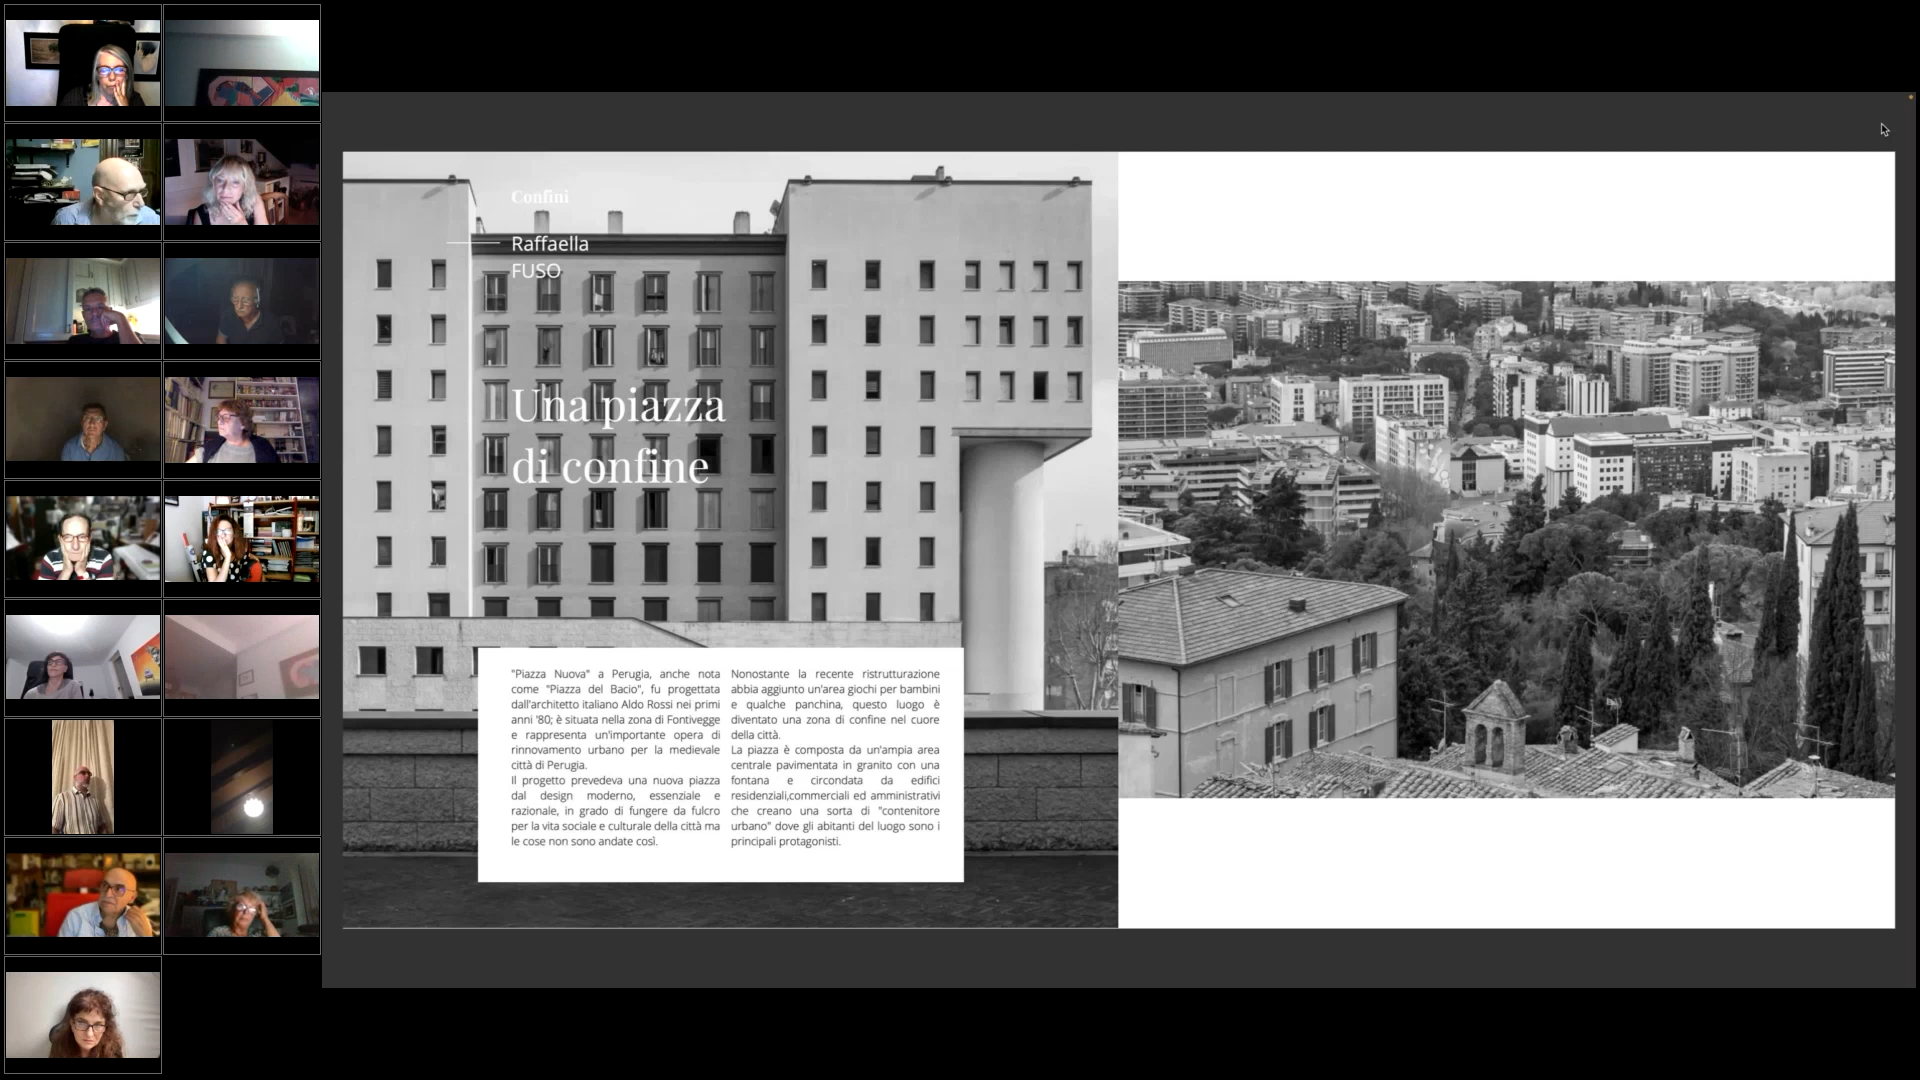 Confini
Raffaella
FUSO
Una piazza
di confine
"Piazza Nuova" a Perugia, anche nota
come "Piazza del Bacio", fu progettata
dall'architetto italiano Aldo Rossi nei primi
anni '80; è situata nella zona di Fontivegge
e rappresenta un'importante opera di
rinnovamento urbano per la medievale
città di Perugia.
Il progetto prevedeva una nuova piazza
dal design moderno, essenziale e
razionale, in grado di fungere da fulcro
per la vita sociale e culturale della città ma
le cose non sono andate così.
Nonostante la recente ristrutturazione
abbia aggiunto un'area giochi per bambini
e qualche panchina, questo luogo è
diventato una zona di confine nel cuore
della città.
La piazza è composta da un'ampia area
centrale pavimentata in granito con una
fontana e circondata da edifici
residenziali,commerciali ed amministrativi
che creano una sorta di "contenitore
urbano" dove gli abitanti del luogo sono i
principali protagonisti.